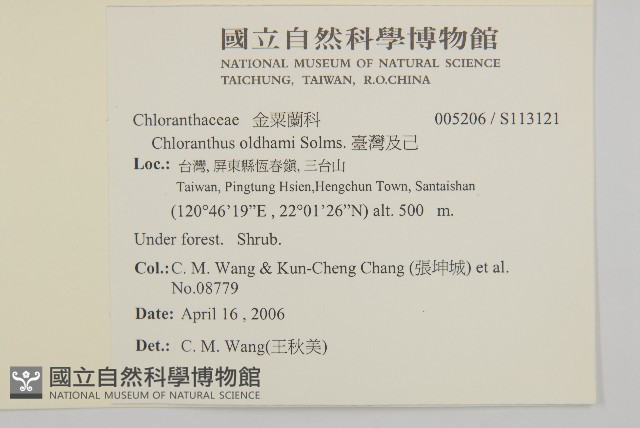 國立自然科學博物館
NATIONAL MUSEUM OF NATURAL SCIENCE
TAICHUNG, TAIWAN, R.O.CHINA
Chloranthaceae 金粟蘭科 005206 / S113121
Chloranthus oldhami Solms. 臺灣及己
Loc.: 台灣, 屏東縣恆春鎮, 三台山
Taiwan, Pingtung Hsien,Hengchun Town, Santaishan
(120°46’19”E , 22°01’26”N) alt. 500 m.
Under forest. Shrub.
Col.: C. M. Wang & Kun-Cheng Chang (張坤城) et al.
No.08779
Date: April 16 , 2006
Det.: C. M. Wang(王秋美)
國立自然科學博物館
NATIONAL MUSEUM OF NATURAL SCIENCE